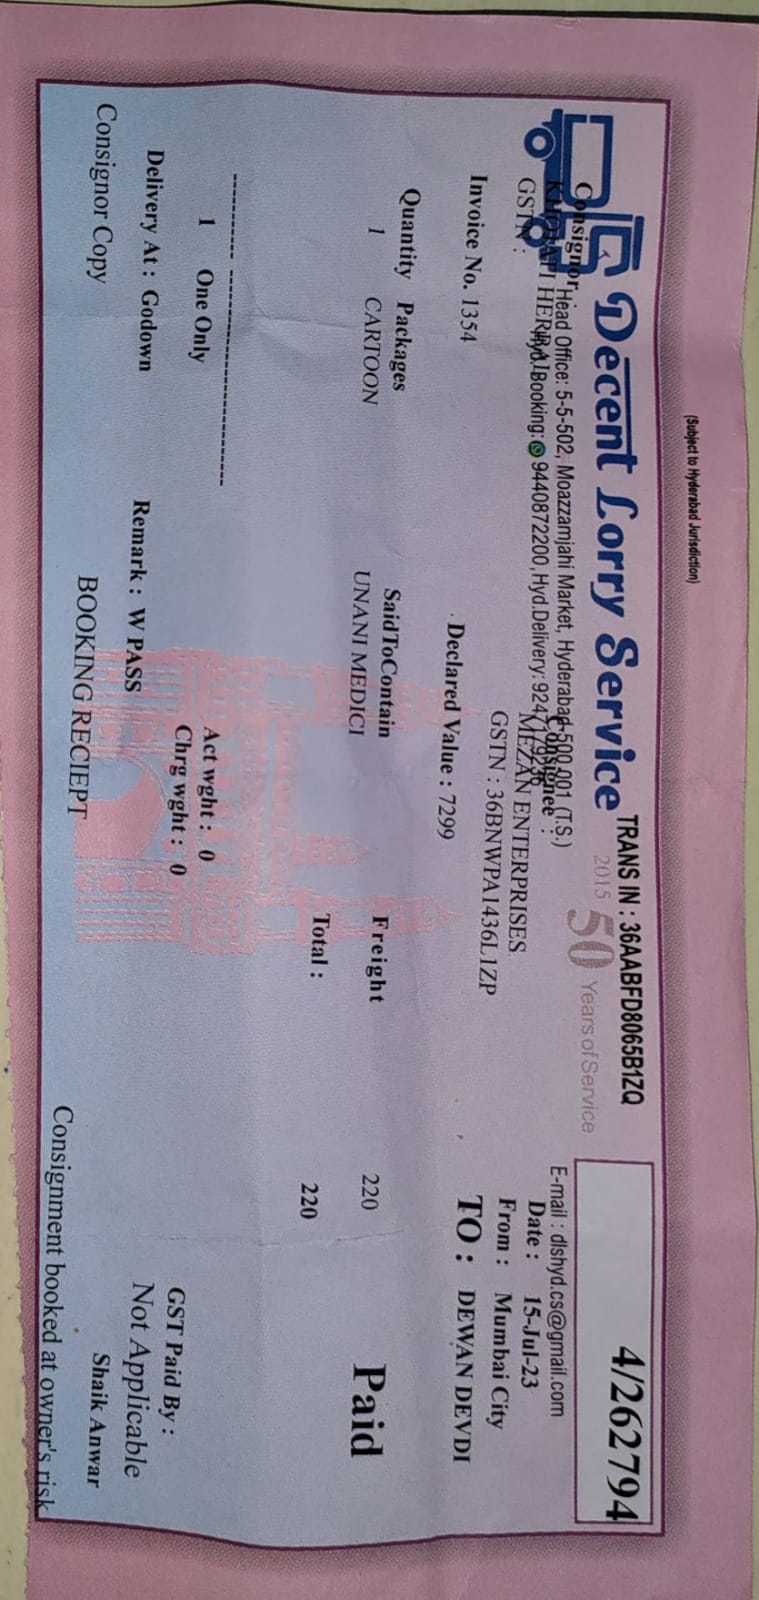 (Subject to Hyderabad Jurisdiction)
Decent Lorry Service
TRANS IN : 36AABFD8065B1ZQ
2015 50 Years of Service
4/262794
Head Office: 5-5-502, Moazzamjahi Market, Hyderabad-500 001 (T.S.)
E-mail : dlshyd.cs@gmail.com
Hyd. Booking: 9440872200, Hyd.Delivery:
Consignor :
HERBAL
GSTN :
Consignee :
MEZAN ENTERPRISES
GSTN : 36BNWPA1436L1ZP
Date : 15-Jul-23
From : Mumbai City
TO : DEWAN DEVDI
Invoice No. 1354
Declared Value : 7299
Quantity Packages SaidToContain Freight 220
1 CARTOON UNANI MEDICI
Paid
Total : 220
---------- ------------------------------
1 One Only
Act wght : 0
Chrg wght : 0
GST Paid By :
Not Applicable
Delivery At : Godown
Remark : W PASS
Shaik Anwar
Consignor Copy
BOOKING RECIEPT
Consignment booked at owner's risk